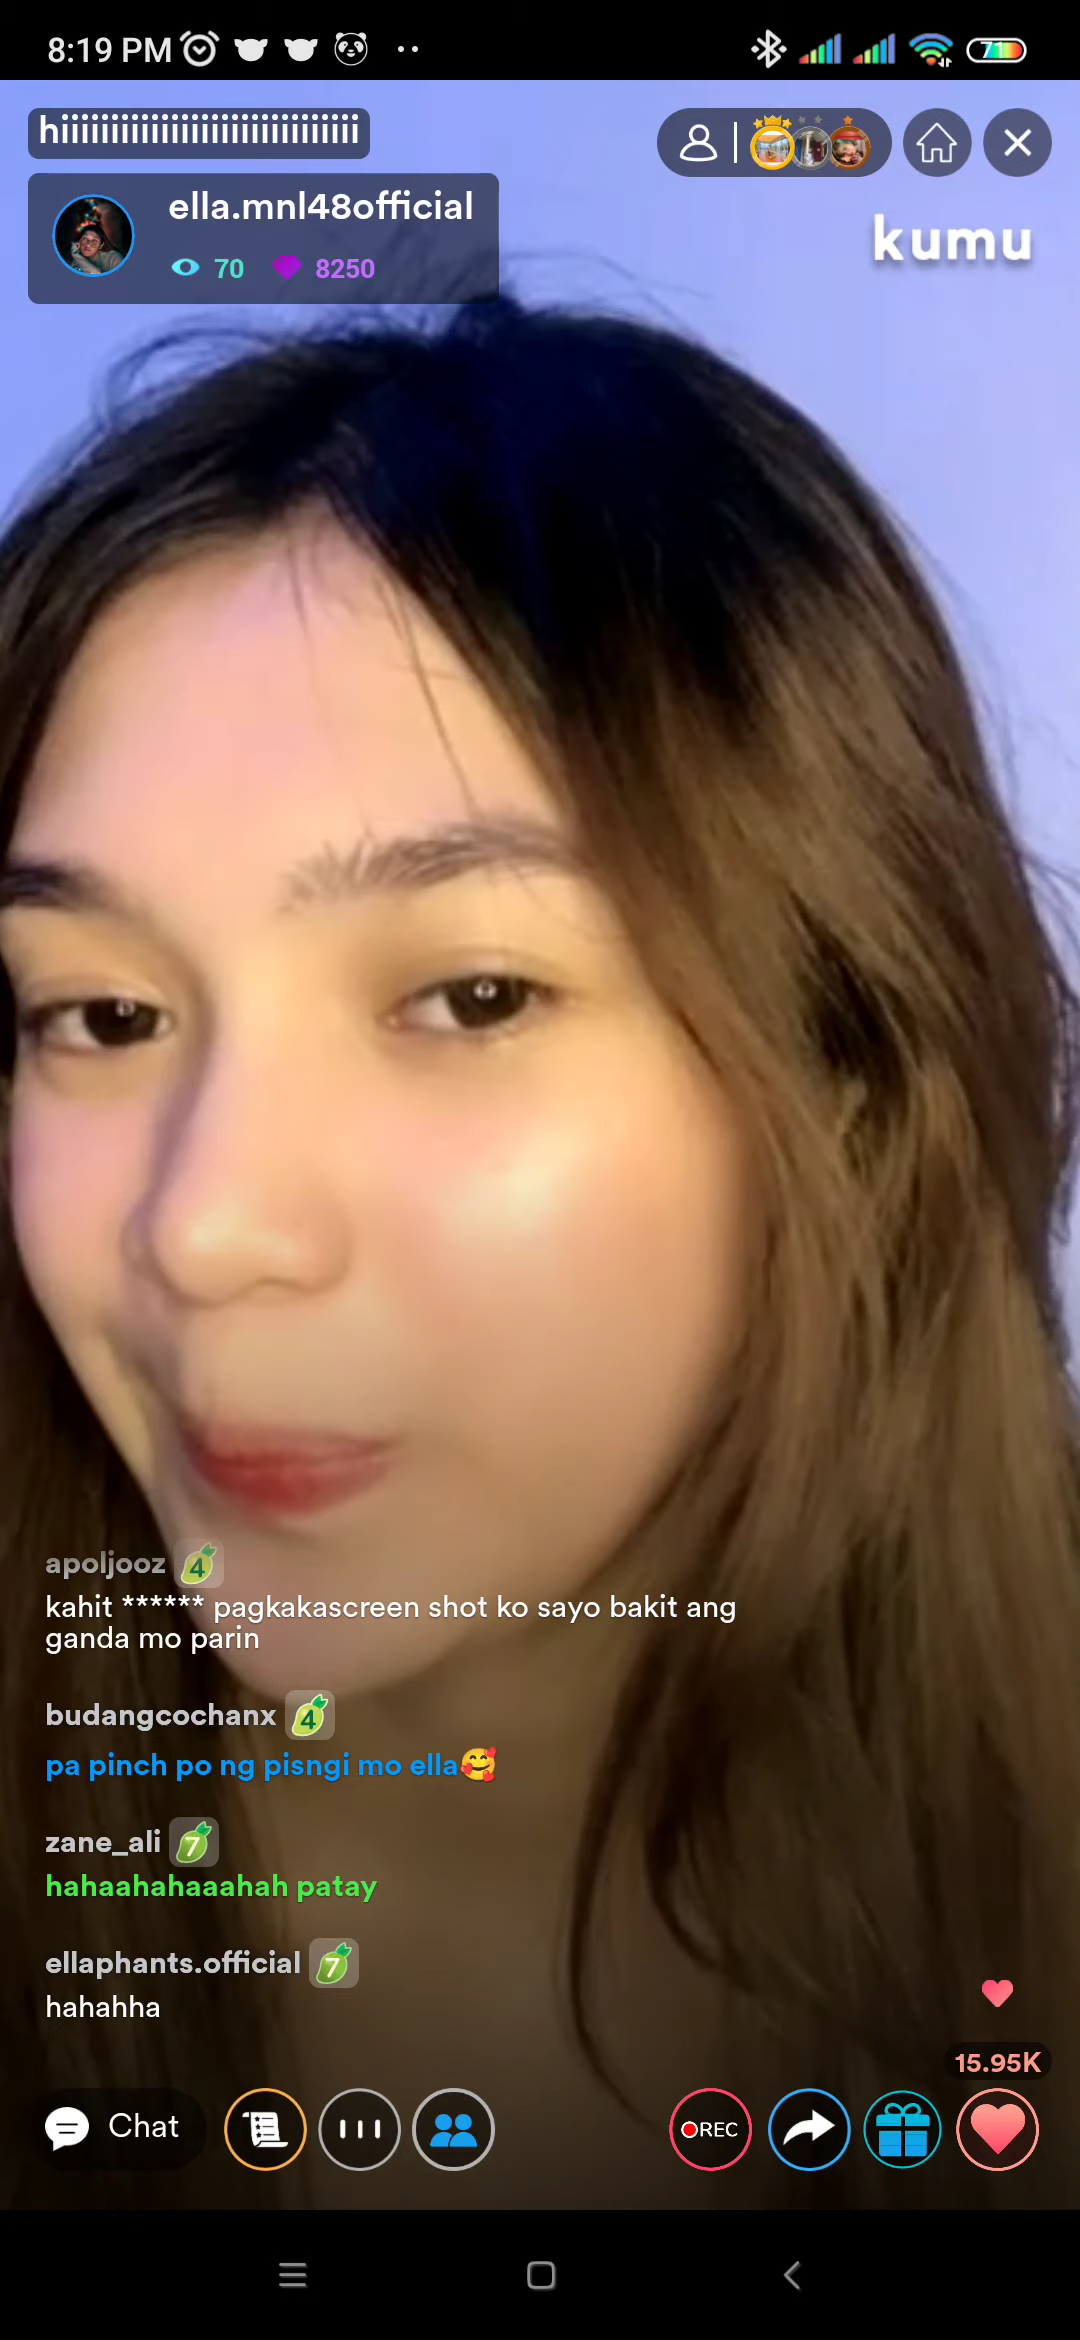 8:19 PM
71
hiiiiiiiiiiiiiiiiiiiiiiiiiiiiii
ella.mnl48official
70 8250
kumu
apoljooz 4
kahit ****** pagkakascreen shot ko sayo bakit ang
ganda mo parin
budangcochanx 4
pa pinch po ng pisngi mo ella🥰
zane_ali 7
hahaahahaaahah patay
ellaphants.official 7
hahahha
15.95K
Chat
REC